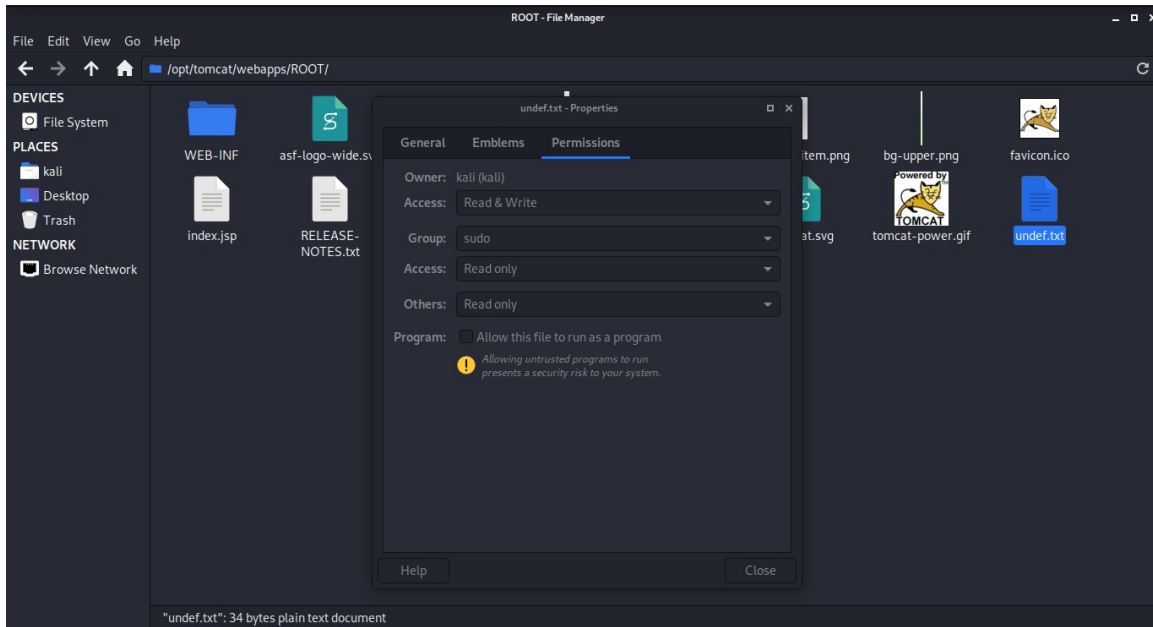 ROOT - File Manager
File Edit View Go Help
/opt/tomcat/webapps/ROOT/
DEVICES
File System
PLACES
kali
Desktop
Trash
NETWORK
Browse Network
WEB-INF
asf-logo-wide.sv
item.png
bg-upper.png
favicon.ico
index.jsp
RELEASE-
NOTES.txt
at.svg
Powered by
TOMCAT
tomcat-power.gif
undef.txt
undef.txt - Properties
General Emblems Permissions
Owner: kali (kali)
Access: Read & Write
Group: sudo
Access: Read only
Others: Read only
Program: Allow this file to run as a program
Allowing untrusted programs to run
presents a security risk to your system.
Help Close
"undef.txt": 34 bytes plain text document